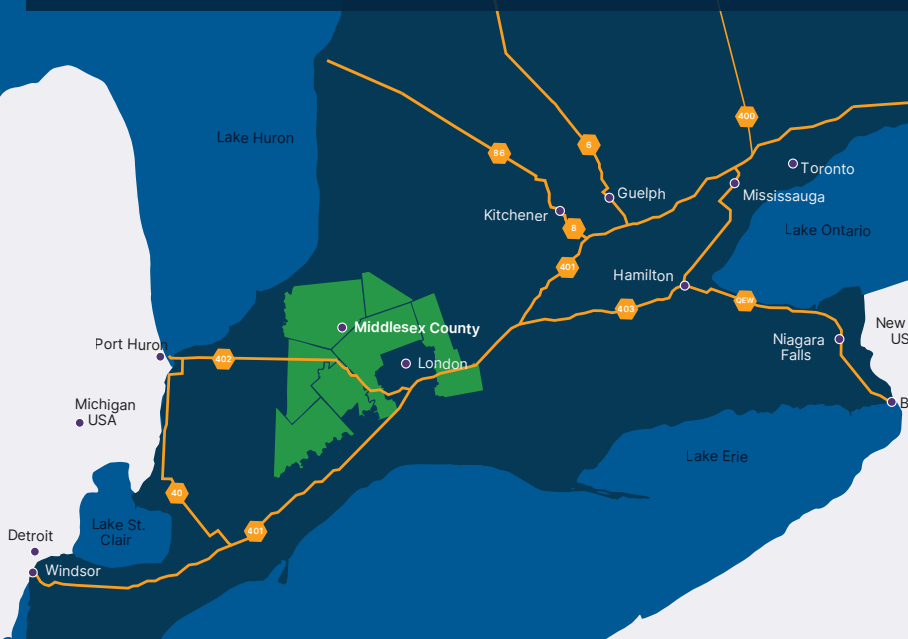 400
Lake Huron
86
6
Toronto
Guelph
Mississauga
Kitchener
8
Lake Ontario
401
Hamilton
403
QEW
New
US
Middlesex County
Niagara
Falls
Port Huron
402
London
Michigan
USA
B
Lake Erie
40
Lake St.
Clair
401
Detroit
Windsor